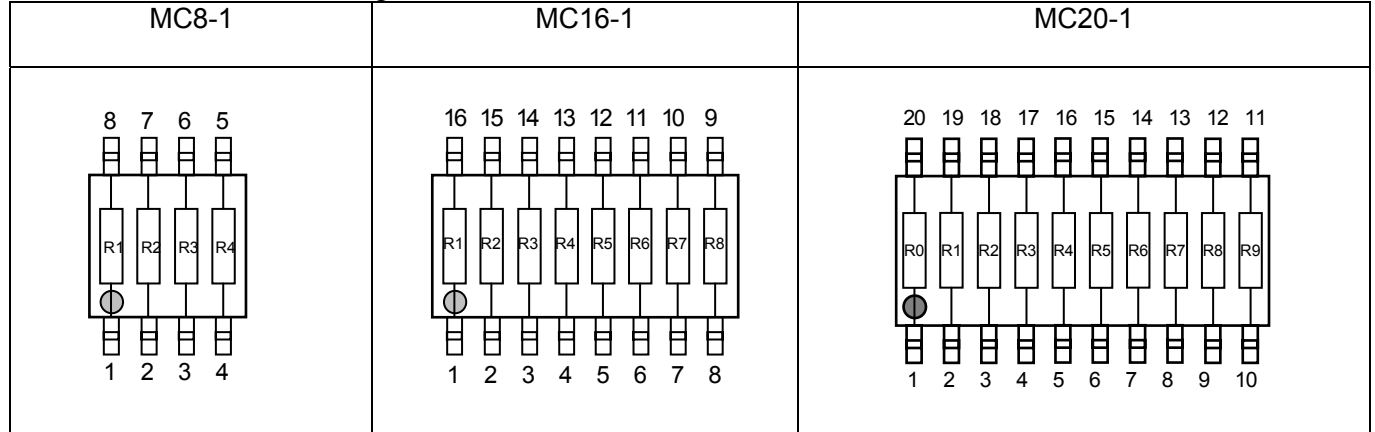 MC8-1 MC16-1 MC20-1
8 7 6 5 16 15 14 13 12 11 10 9 20 19 18 17 16 15 14 13 12 11
R1 R2 R3 R4 R1 R2 R3 R4 R5 R6 R7 R8 R0 R1 R2 R3 R4 R5 R6 R7 R8 R9
1 2 3 4 1 2 3 4 5 6 7 8 1 2 3 4 5 6 7 8 9 10